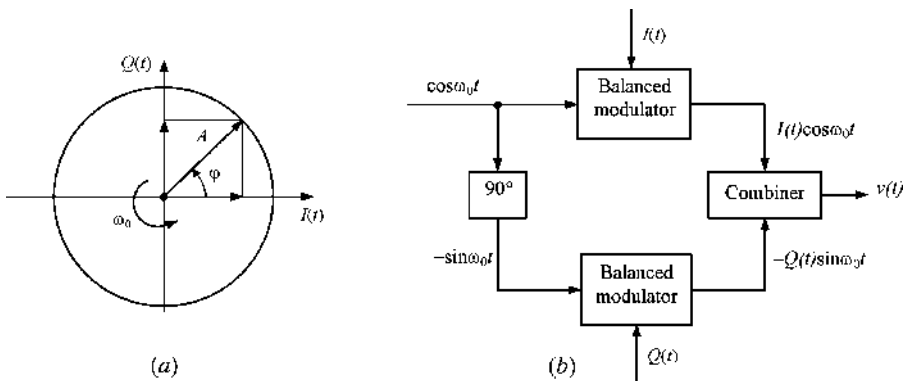 Q(t)
A
φ
ω₀
I(t)
(a)
I(t)
cosω₀t
Balanced
modulator
I(t)cosω₀t
90°
Combiner
v(t)
−sinω₀t
Balanced
modulator
−Q(t)sinω₀t
Q(t)
(b)